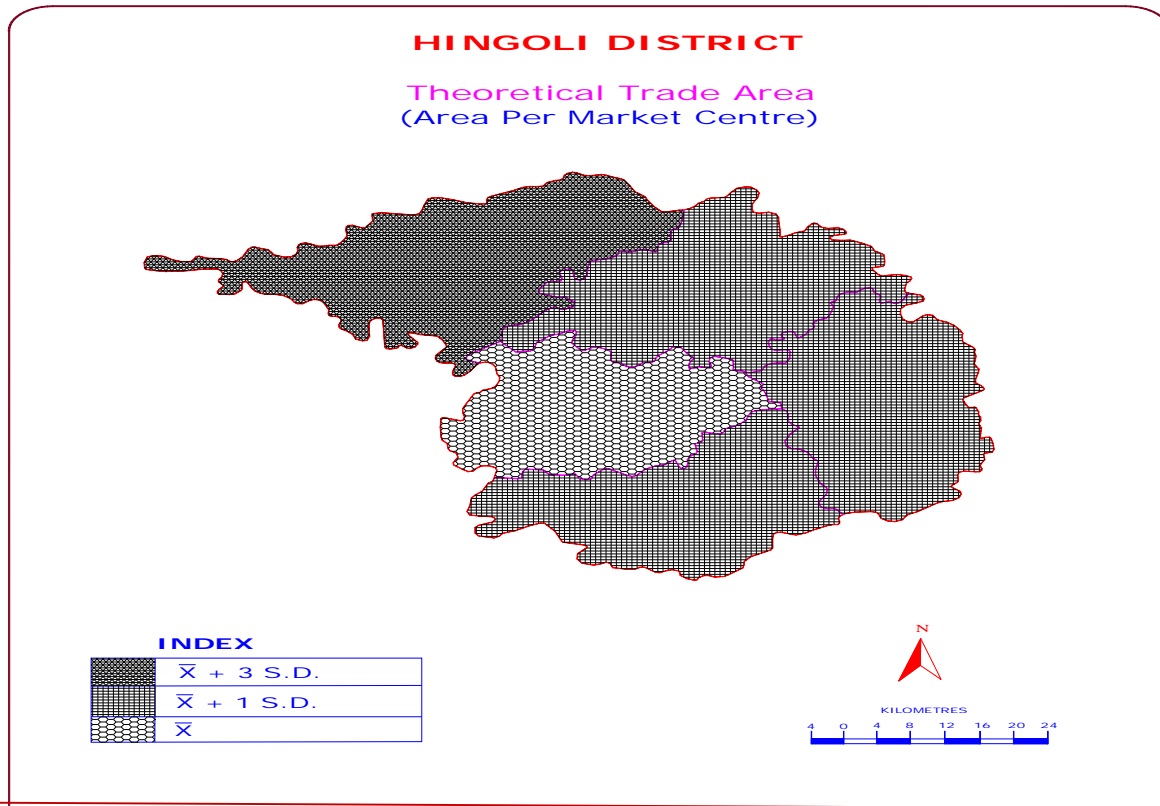 HINGOLI DISTRICT
Theoretical Trade Area
(Area Per Market Centre)
INDEX
X̅ + 3 S.D.
X̅ + 1 S.D.
X̅
N
KILOMETRES
4 0 4 8 12 16 20 24